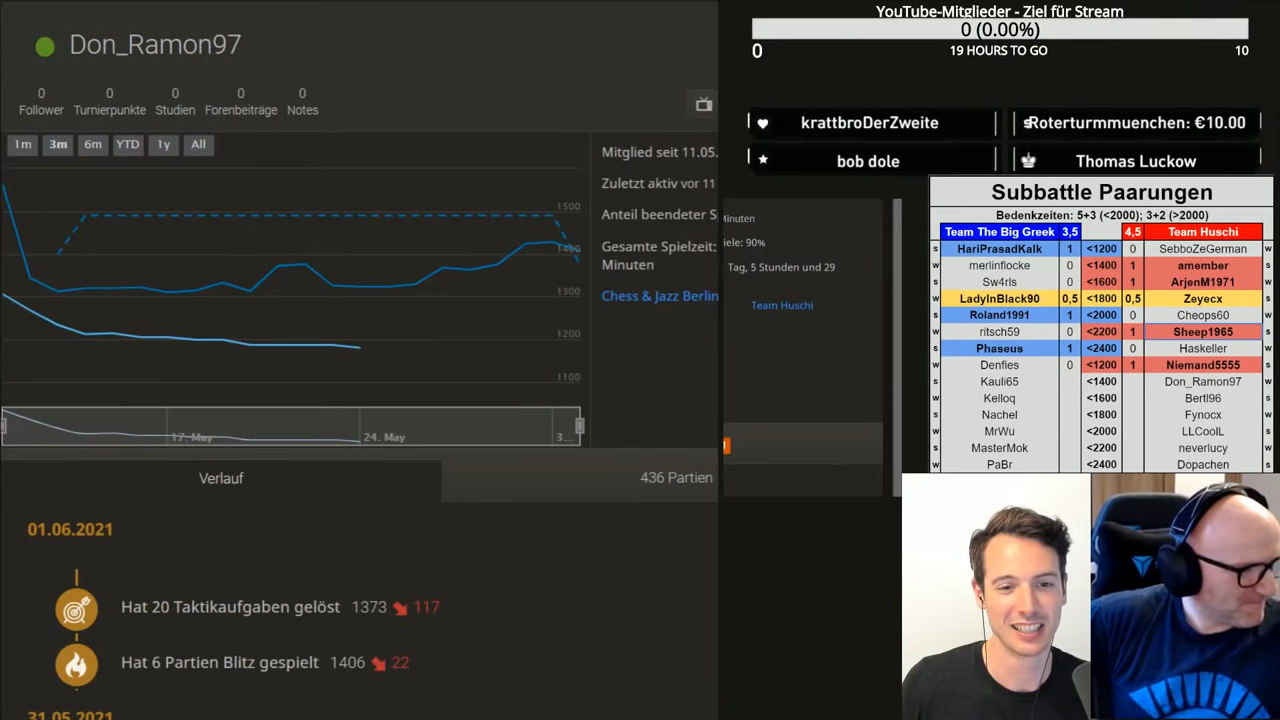 Don_Ramon97
0 0 0 0 0
Follower Turnierpunkte Studien Forenbeiträge Notes
1m 3m 6m YTD 1y All
1500
1400
1300
1200
1100
17. May 24. May 3…
Mitglied seit 11.05.
Zuletzt aktiv vor 11
Anteil beendeter S
Gesamte Spielzeit:
Minuten
Chess & Jazz Berlin
Verlauf
436 Partien
01.06.2021
Hat 20 Taktikaufgaben gelöst 1373 117
Hat 6 Partien Blitz gespielt 1406 22
31.05.2021
Minuten
iele: 90%
Tag, 5 Stunden und 29
Team Huschi
YouTube-Mitglieder - Ziel für Stream
0 (0.00%)
0 19 HOURS TO GO 10
krattbroDerZweite
Roterturmmuenchen: €10.00
bob dole
Thomas Luckow
Subbattle Paarungen
Bedenkzeiten: 5+3 (<2000); 3+2 (>2000)
Team The Big Greek 3,5 4,5 Team Huschi
s HariPrasadKalk 1 <1200 0 SebboZeGerman w
w merlinflocke 0 <1400 1 amember s
s Sw4rls 0 <1600 1 ArjenM1971 w
w LadyInBlack90 0,5 <1800 0,5 Zeyecx s
s Roland1991 1 <2000 0 Cheops60 w
w ritsch59 0 <2200 1 Sheep1965 s
s Phaseus 1 <2400 0 Haskeller w
w Denfies 0 <1200 1 Niemand5555 s
s Kauli65 <1400 Don_Ramon97 w
w Kelloq <1600 Bertl96 s
s Nachel <1800 Fynocx w
w MrWu <2000 LLCoolL s
s MasterMok <2200 neverlucy w
w PaBr <2400 Dopachen s